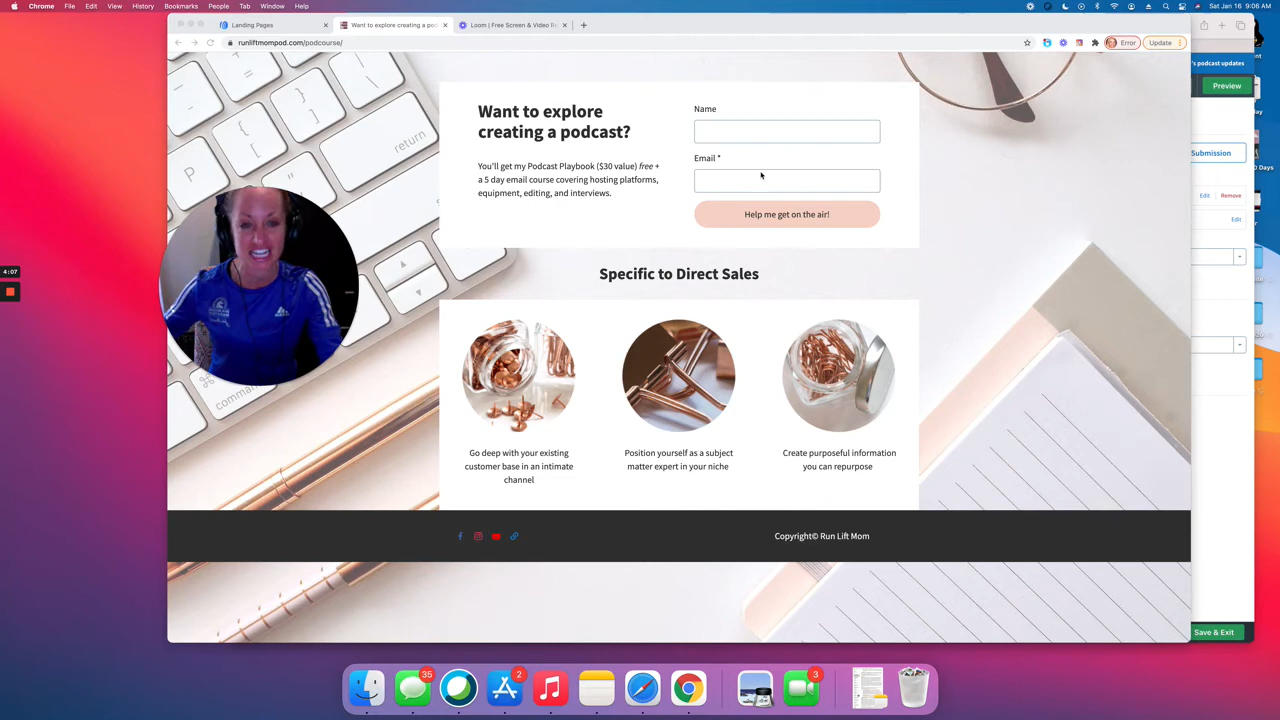 Chrome File Edit View History Bookmarks People Tab Window Help
Sat Jan 16 9:06 AM
Landing Pages
Want to explore creating a pod
Loom | Free Screen & Video Re
runliftmompod.com/podcourse/
Error
Update
's podcast updates
Preview
Submission
Edit Remove
Edit
Save & Exit
4:07
return
command
P
Want to explore
creating a podcast?
You'll get my Podcast Playbook ($30 value) free +
a 5 day email course covering hosting platforms,
equipment, editing, and interviews.
Name
Email *
Help me get on the air!
Specific to Direct Sales
Go deep with your existing
customer base in an intimate
channel
Position yourself as a subject
matter expert in your niche
Create purposeful information
you can repurpose
Copyright© Run Lift Mom
35
2
3